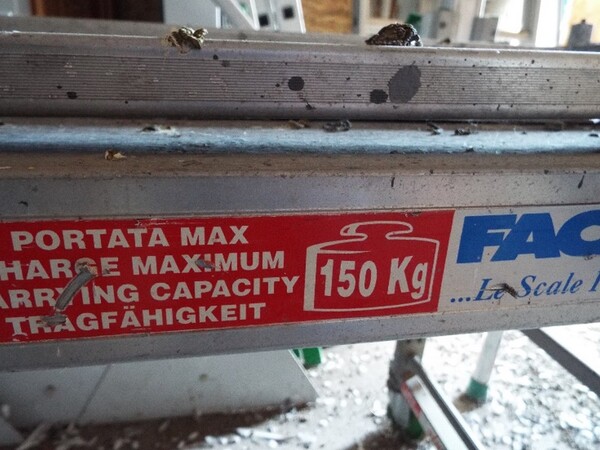 PORTATA MAX
HARGE MAXIMUM
ARRYING CAPACITY
TRAGFÄHIGKEIT
150 Kg
FAC
...Le Scale